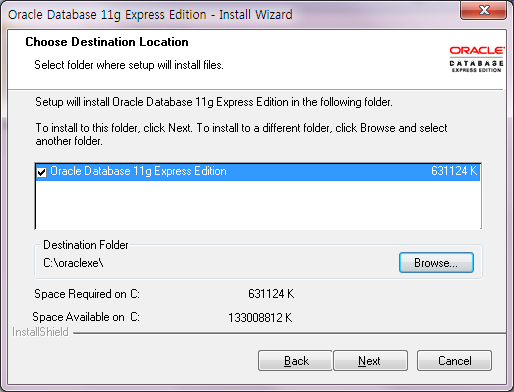 Oracle Database 11g Express Edition - Install Wizard
Choose Destination Location
Select folder where setup will install files.
ORACLE
DATABASE
EXPRESS EDITION
Setup will install Oracle Database 11g Express Edition in the following folder.
To install to this folder, click Next. To install to a different folder, click Browse and select
another folder.
Oracle Database 11g Express Edition 631124 K
Destination Folder
C:\oraclexe\
Browse...
Space Required on C: 631124 K
Space Available on C: 133008812 K
InstallShield
Back Next Cancel